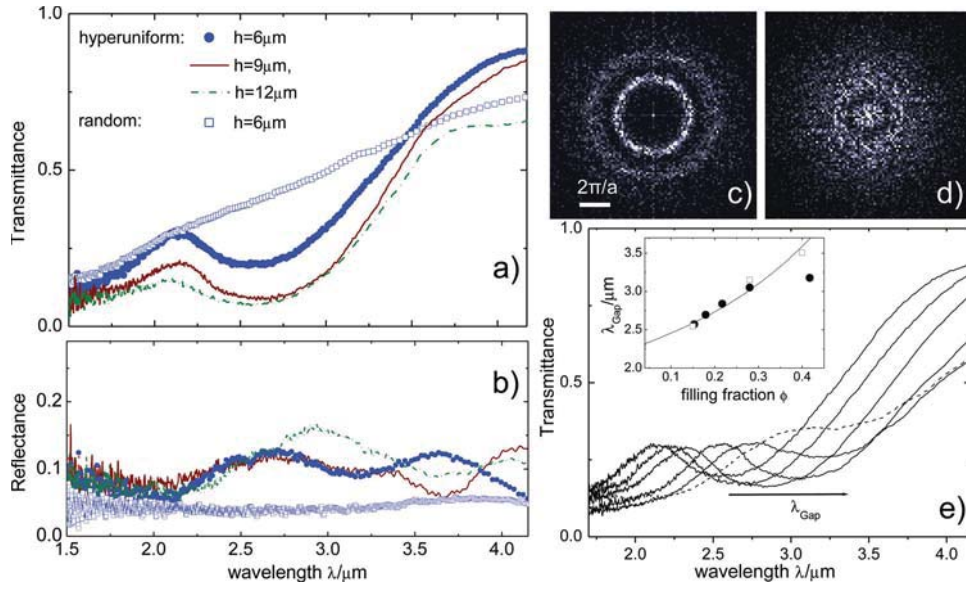 1.0
hyperuniform: h=6μm
h=9μm,
h=12μm
random: h=6μm
0.5
Transmittance
0.0
a)
b)
0.2
0.1
0.0
Reflectance
1.5 2.0 2.5 3.0 3.5 4.0
wavelength λ/μm
c)
2π/a
d)
1.0
0.5
0.0
Transmittance
3.5
3.0
2.5
2.0
λGap/μm
0.1 0.2 0.3 0.4
filling fraction ϕ
λGap
e)
2.0 2.5 3.0 3.5 4.0
wavelength λ/μm